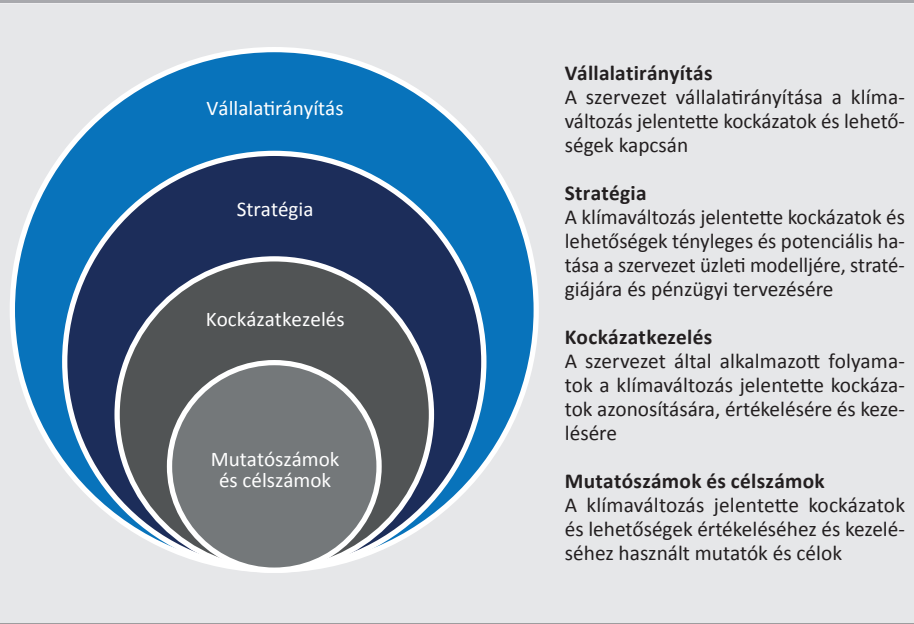 Vállalatirányítás
Stratégia
Kockázatkezelés
Mutatószámok
és célszámok
Vállalatirányítás
A szervezet vállalatirányítása a klíma-
változás jelentette kockázatok és lehető-
ségek kapcsán
Stratégia
A klímaváltozás jelentette kockázatok és
lehetőségek tényleges és potenciális ha-
tása a szervezet üzleti modelljére, straté-
giájára és pénzügyi tervezésére
Kockázatkezelés
A szervezet által alkalmazott folyama-
tok a klímaváltozás jelentette kockáza-
tok azonosítására, értékelésére és keze-
lésére
Mutatószámok és célszámok
A klímaváltozás jelentette kockázatok
és lehetőségek értékeléséhez és kezelé-
séhez használt mutatók és célok